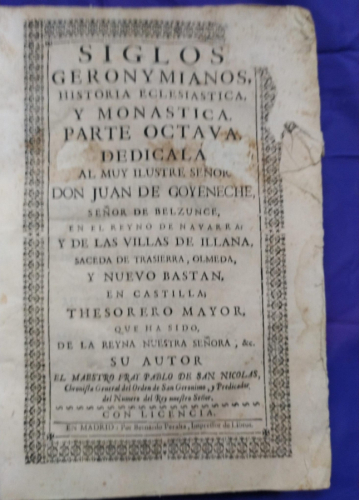 SIGLOS
GERONYMIANOS,
HISTORIA ECLESIASTICA,
Y MONASTICA.
PARTE OCTAVA.
DEDICALA
AL MUY ILUSTRE SEÑOR
DON JUAN DE GOYENECHE,
SEÑOR DE BELZUNCE,
EN EL REYNO DE NAVARRA;
Y DE LAS VILLAS DE ILLANA,
SACEDA DE TRASIERRA, OLMEDA,
Y NUEVO BASTAN,
EN CASTILLA;
THESORERO MAYOR,
QUE HA SIDO,
DE LA REYNA NUESTRA SEÑORA, &c.
SU AUTOR
EL MAESTRO FRAY PABLO DE SAN NICOLAS,
Chronista General del Orden de San Geronimo, y Predicador
del Numero del Rey nuestro Señor.
CON LICENCIA.
EN MADRID: Por Bernardo Peralta, Impressor de Libros.